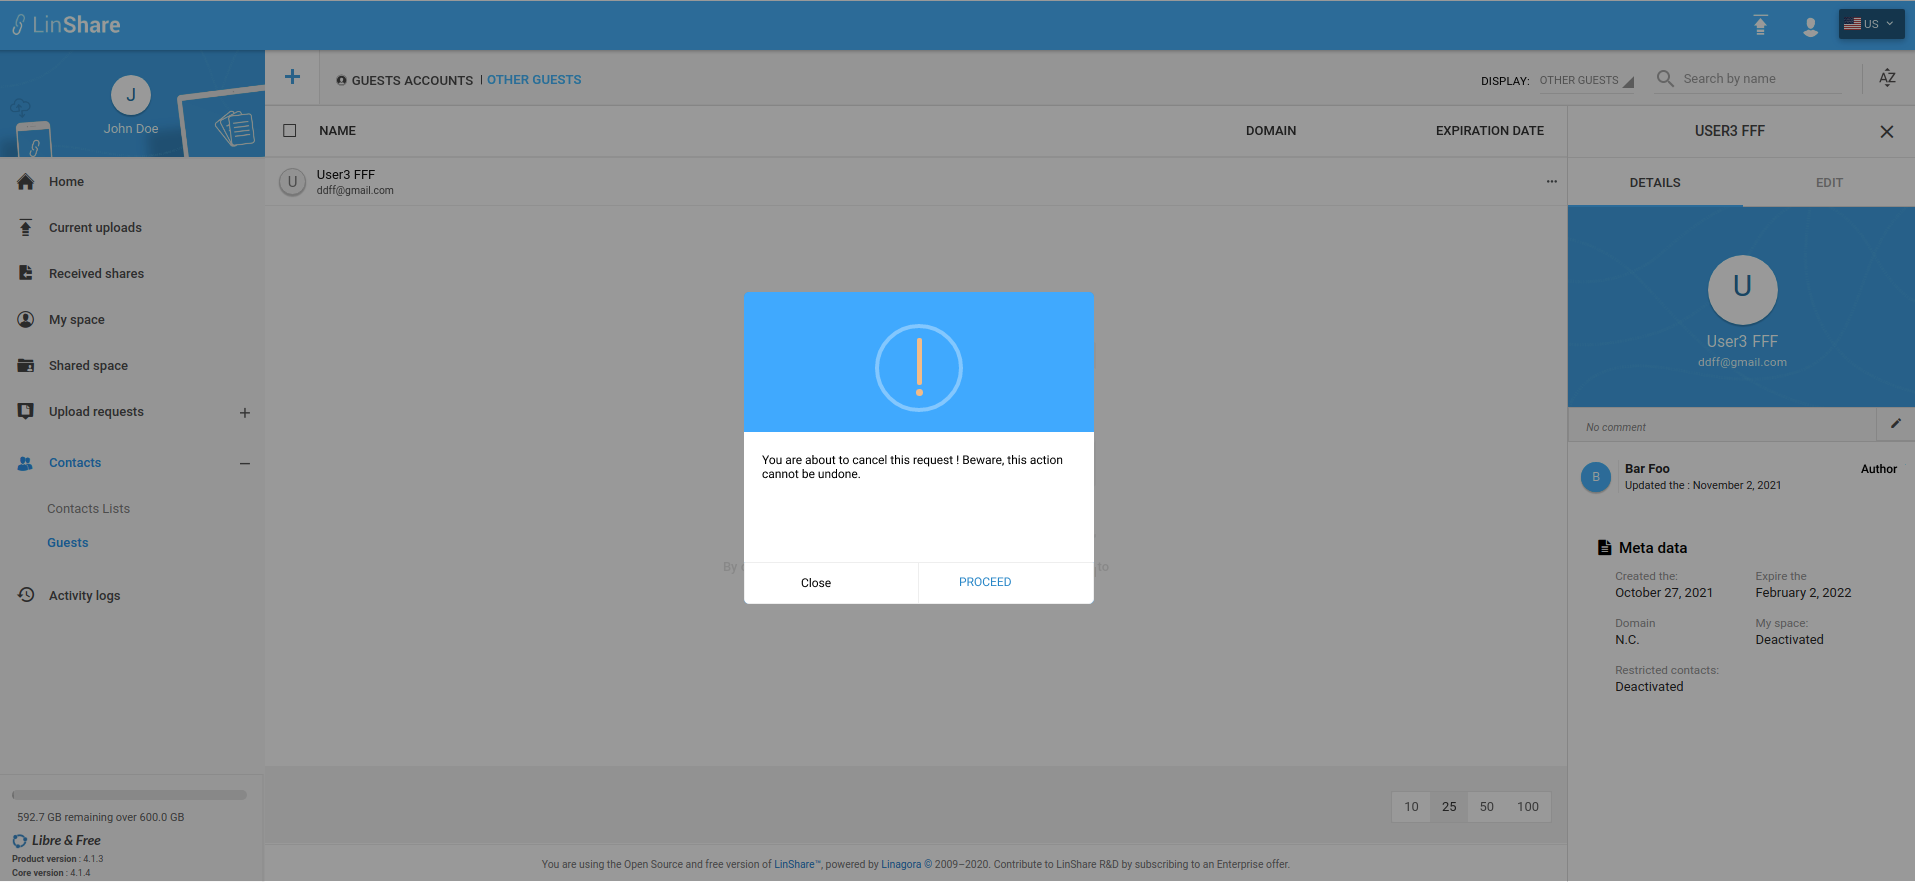 LinShare
US
J
John Doe
GUESTS ACCOUNTS | OTHER GUESTS
DISPLAY: OTHER GUESTS
Search by name
AZ
Home
Current uploads
Received shares
My space
Shared space
Upload requests
Contacts
Contacts Lists
Guests
Activity logs
592.7 GB remaining over 600.0 GB
Libre & Free
Product version : 4.1.3
Core version : 4.1.4
NAME
DOMAIN
EXPIRATION DATE
U
User3 FFF
ddff@gmail.com
You are about to cancel this request ! Beware, this action
cannot be undone.
By
to
Close
PROCEED
10 25 50 100
You are using the Open Source and free version of LinShare™, powered by Linagora © 2009–2020. Contribute to LinShare R&D by subscribing to an Enterprise offer.
USER3 FFF
DETAILS
EDIT
U
User3 FFF
ddff@gmail.com
No comment
B
Bar Foo
Author
Updated the : November 2, 2021
Meta data
Created the:
Expire the
October 27, 2021
February 2, 2022
Domain
My space:
N.C.
Deactivated
Restricted contacts:
Deactivated